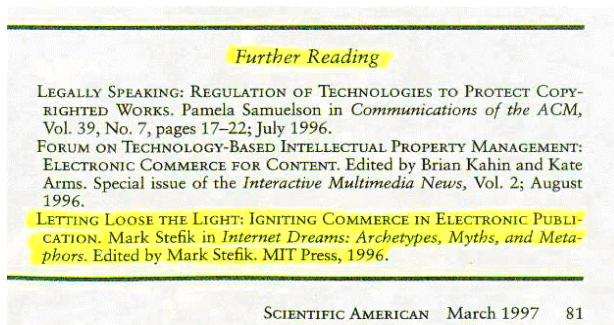 Further Reading
LEGALLY SPEAKING: REGULATION OF TECHNOLOGIES TO PROTECT COPY-
RIGHTED WORKS. Pamela Samuelson in Communications of the ACM,
Vol. 39, No. 7, pages 17–22; July 1996.
FORUM ON TECHNOLOGY-BASED INTELLECTUAL PROPERTY MANAGEMENT:
ELECTRONIC COMMERCE FOR CONTENT. Edited by Brian Kahin and Kate
Arms. Special issue of the Interactive Multimedia News, Vol. 2; August
1996.
LETTING LOOSE THE LIGHT: IGNITING COMMERCE IN ELECTRONIC PUBLI-
CATION. Mark Stefik in Internet Dreams: Archetypes, Myths, and Meta-
phors. Edited by Mark Stefik. MIT Press, 1996.
SCIENTIFIC AMERICAN March 1997 81